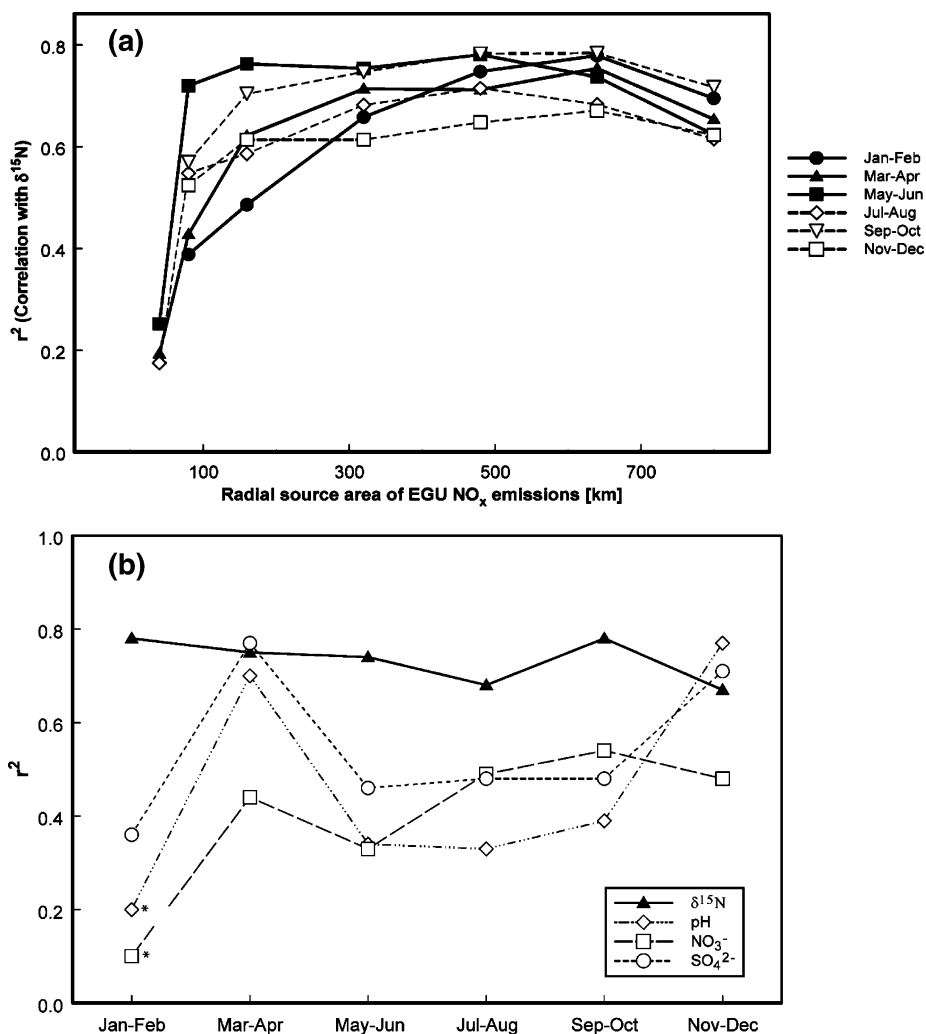 (a)
0.8
0.6
0.4
0.2
0.0
r² (Correlation with δ¹⁵N)
100 300 500 700
Radial source area of EGU NOₓ emissions [km]
Jan-Feb
Mar-Apr
May-Jun
Jul-Aug
Sep-Oct
Nov-Dec
(b)
1.0
0.8
0.6
0.4
0.2
0.0
r²
*
*
δ¹⁵N
pH
NO₃⁻
SO₄²⁻
Jan-Feb Mar-Apr May-Jun Jul-Aug Sep-Oct Nov-Dec